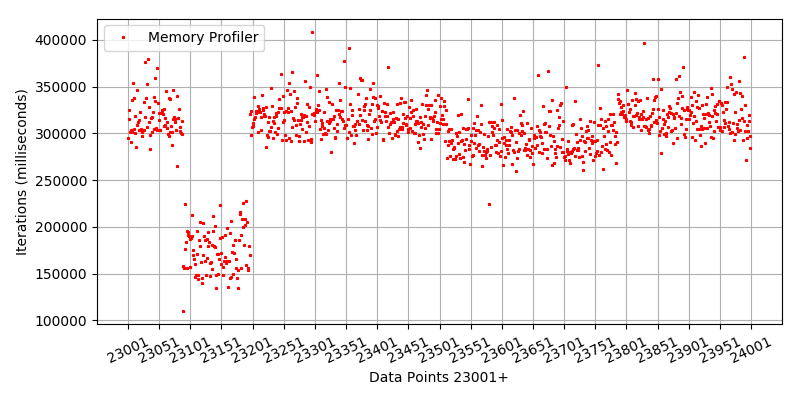 Memory Profiler
Iterations (milliseconds)
400000
350000
300000
250000
200000
150000
100000
23001 23051 23101 23151 23201 23251 23301 23351 23401 23451 23501 23551 23601 23651 23701 23751 23801 23851 23901 23951 24001
Data Points 23001+